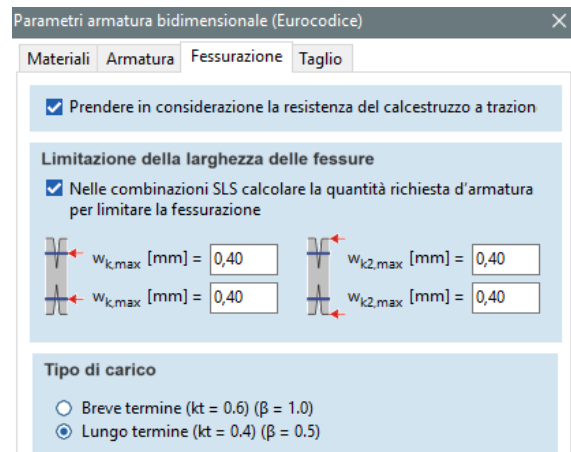 Parametri armatura bidimensionale (Eurocodice)
Materiali Armatura Fessurazione Taglio
Prendere in considerazione la resistenza del calcestruzzo a trazion
Limitazione della larghezza delle fessure
Nelle combinazioni SLS calcolare la quantità richiesta d'armatura
per limitare la fessurazione
wk,max [mm] = 0,40 wk2,max [mm] = 0,40
wk,max [mm] = 0,40 wk2,max [mm] = 0,40
Tipo di carico
Breve termine (kt = 0.6) (β = 1.0)
Lungo termine (kt = 0.4) (β = 0.5)